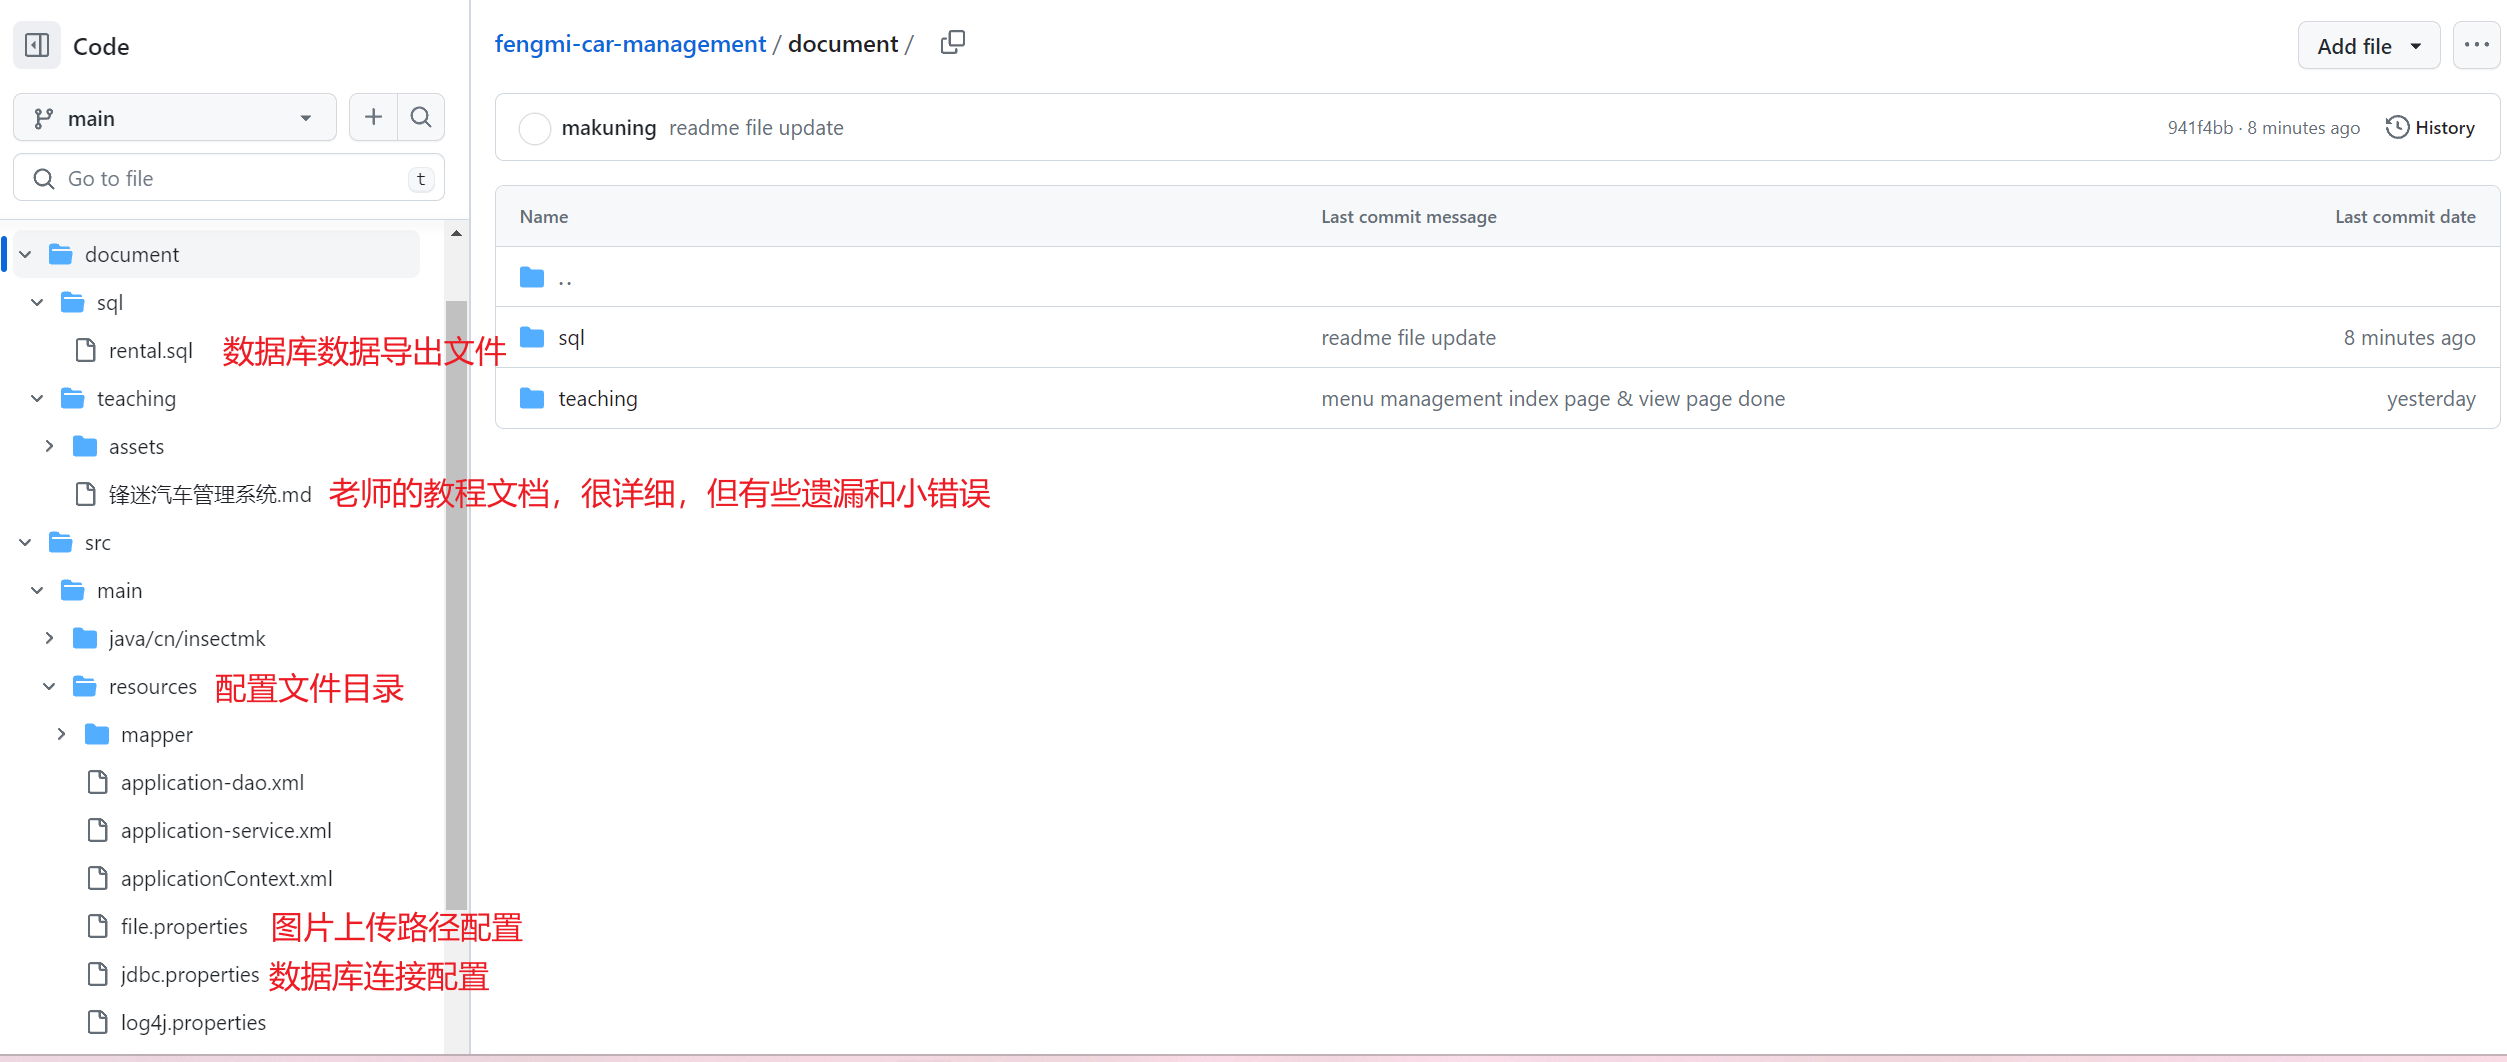 Code
main
Go to file
t
document
sql
rental.sql 数据库数据导出文件
teaching
assets
锋迷汽车管理系统.md 老师的教程文档，很详细，但有些遗漏和小错误
src
main
java/cn/insectmk
resources 配置文件目录
mapper
application-dao.xml
application-service.xml
applicationContext.xml
file.properties 图片上传路径配置
jdbc.properties 数据库连接配置
log4j.properties
fengmi-car-management / document /
Add file
makuning readme file update 941f4bb · 8 minutes ago History
Name Last commit message Last commit date
..
sql readme file update 8 minutes ago
teaching menu management index page & view page done yesterday